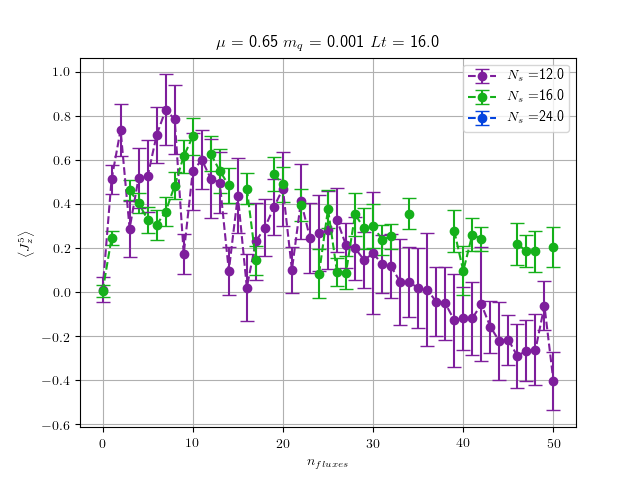 μ = 0.65 m_q = 0.001 Lt = 16.0
N_s =12.0
N_s =16.0
N_s =24.0
1.0
0.8
0.6
0.4
0.2
0.0
−0.2
−0.4
−0.6
⟨J_z^5⟩
0 10 20 30 40 50
n_{fluxes}